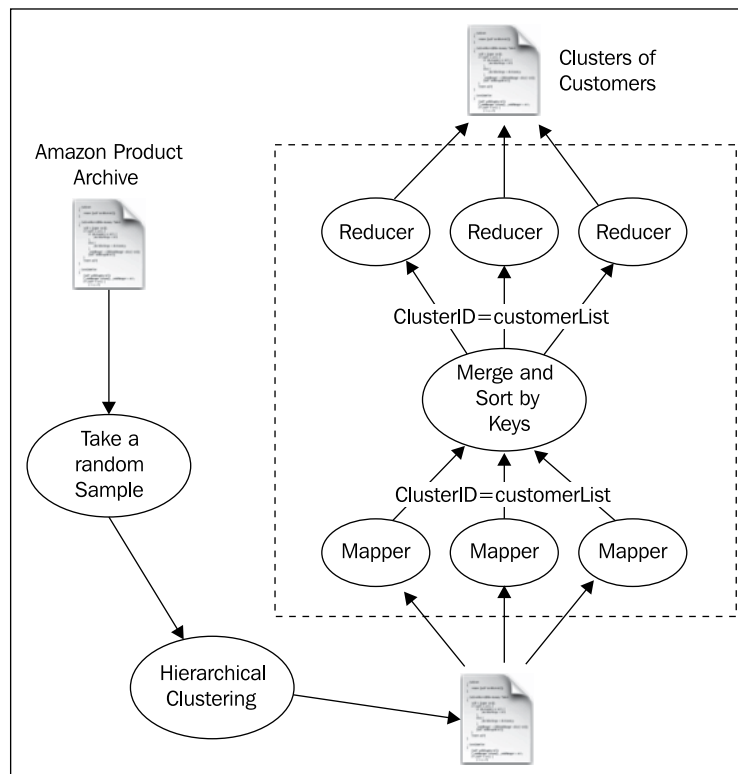 Clusters of
Customers
Amazon Product
Archive
Reducer
Reducer
Reducer
ClusterID=customerList
Merge and
Sort by
Keys
Take a
random
Sample
ClusterID=customerList
Mapper
Mapper
Mapper
Hierarchical
Clustering